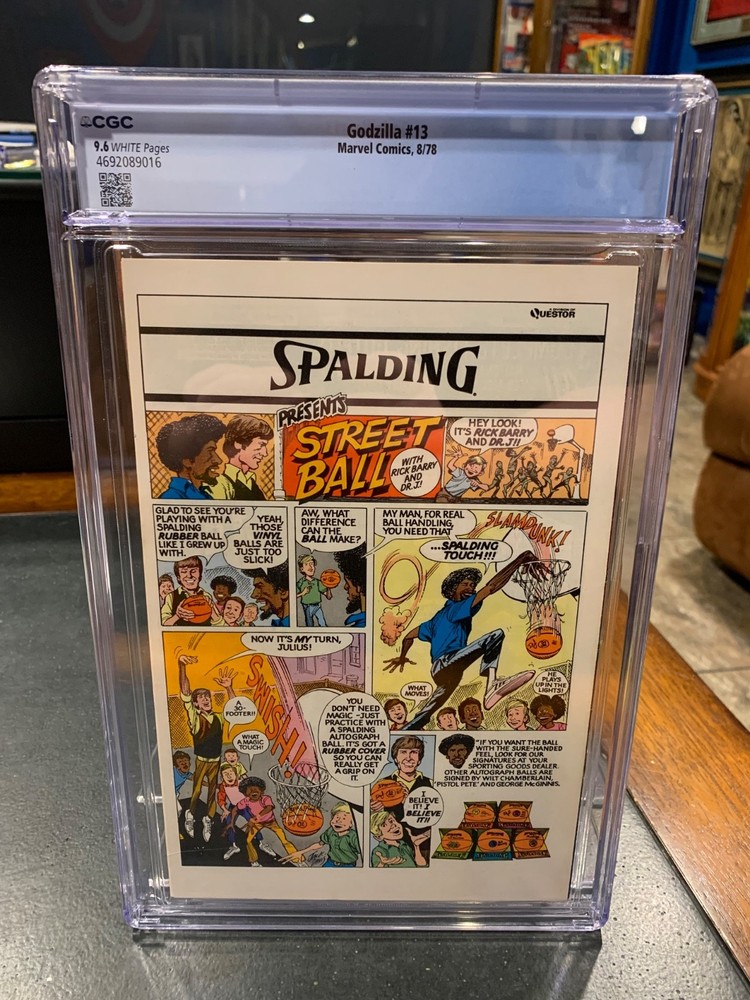 CGC
9.6 WHITE Pages
4692089016
Godzilla #13
Marvel Comics, 8/78
QUESTOR
SPALDING
PRESENTS
STREET
BALL
WITH
RICK BARRY
AND
DR.J!
HEY LOOK!
IT'S RICK BARRY
AND DR.J!!
GLAD TO SEE YOU'RE
PLAYING WITH A
SPALDING
RUBBER BALL
LIKE I GREW UP
WITH.
YEAH,
THOSE
VINYL
BALLS ARE
JUST TOO
SLICK!
AW, WHAT
DIFFERENCE
CAN THE
BALL MAKE?
MY MAN, FOR REAL
BALL HANDLING,
YOU NEED THAT
...SPALDING
TOUCH!!!
SLAMDUNK!
WHAT
MOVES!
HE
PLAYS
UP IN THE
LIGHTS!
NOW IT'S MY TURN,
JULIUS!
SWISH!
A
30-
FOOTER!!
WHAT
A MAGIC
TOUCH!
YOU
DON'T NEED
MAGIC -JUST
PRACTICE WITH
A SPALDING
AUTOGRAPH
BALL. IT'S GOT A
RUBBER COVER
SO YOU CAN
REALLY GET
A GRIP ON
IT.
I
BELIEVE
IT! I
BELIEVE
IT!!
"IF YOU WANT THE BALL
WITH THE SURE-HANDED
FEEL, LOOK FOR OUR
SIGNATURES AT YOUR
SPORTING GOODS DEALER.
OTHER AUTOGRAPH BALLS ARE
SIGNED BY WILT CHAMBERLAIN,
"PISTOL PETE" AND GEORGE McGINNIS.